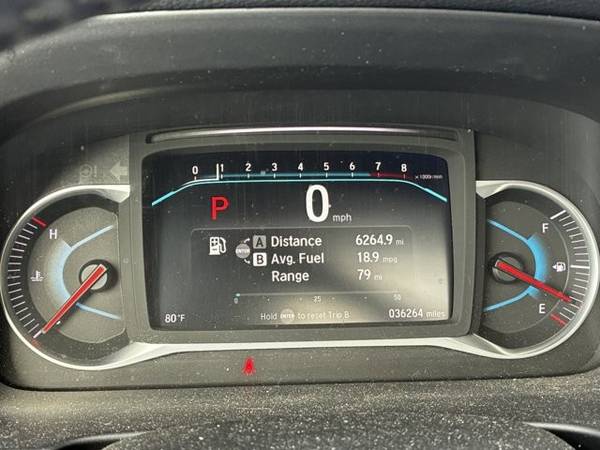 0 1 2 3 4 5 6 7 8 x1000r/min
P 0 mph
H
F
A Distance 6264.9 mi
ENTER
B Avg. Fuel 18.9 mpg
Range 79 mi
C
E
0 25 50
80°F Hold ENTER to reset Trip B 036264 miles